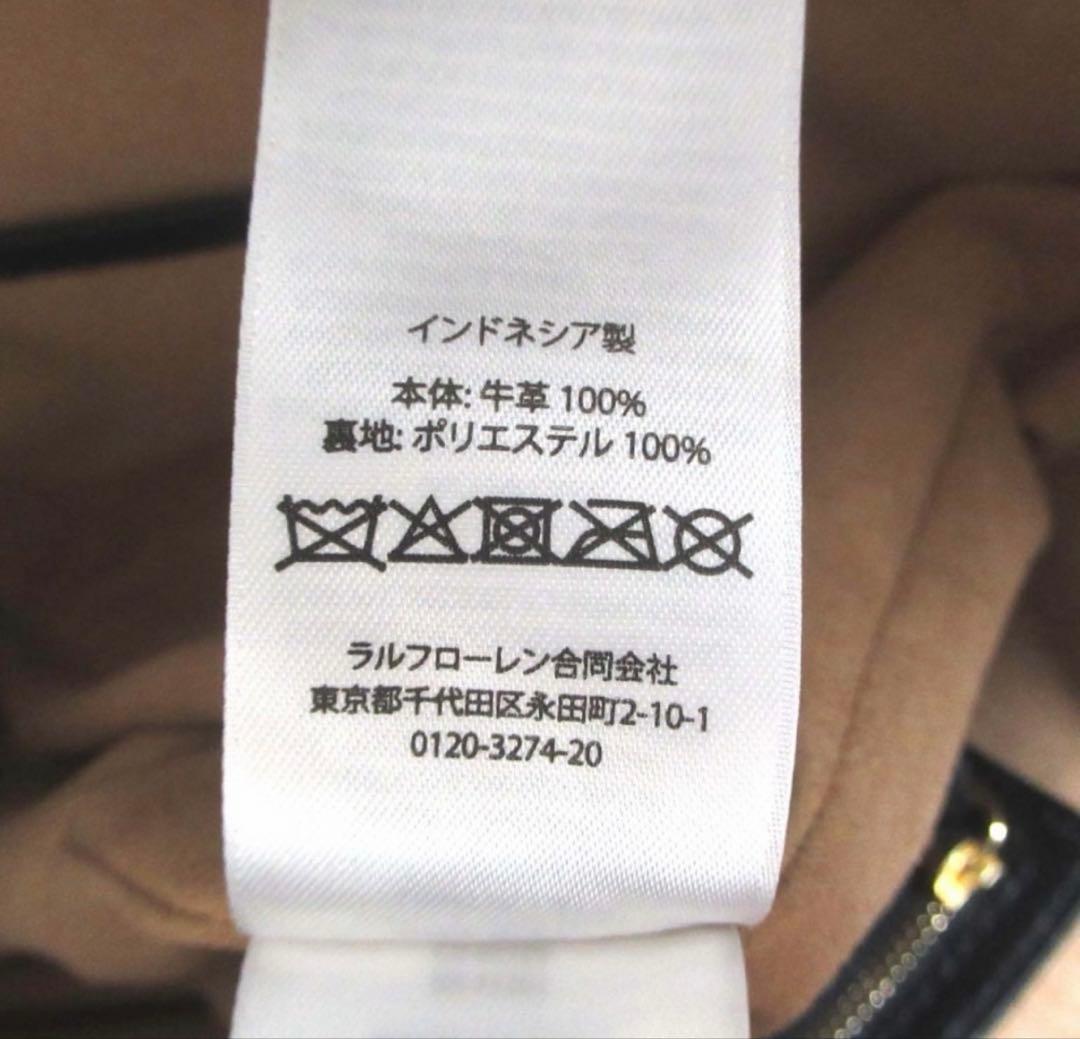 インドネシア製
本体: 牛革 100%
裏地: ポリエステル 100%
ラルフローレン合同会社
東京都千代田区永田町2-10-1
0120-3274-20